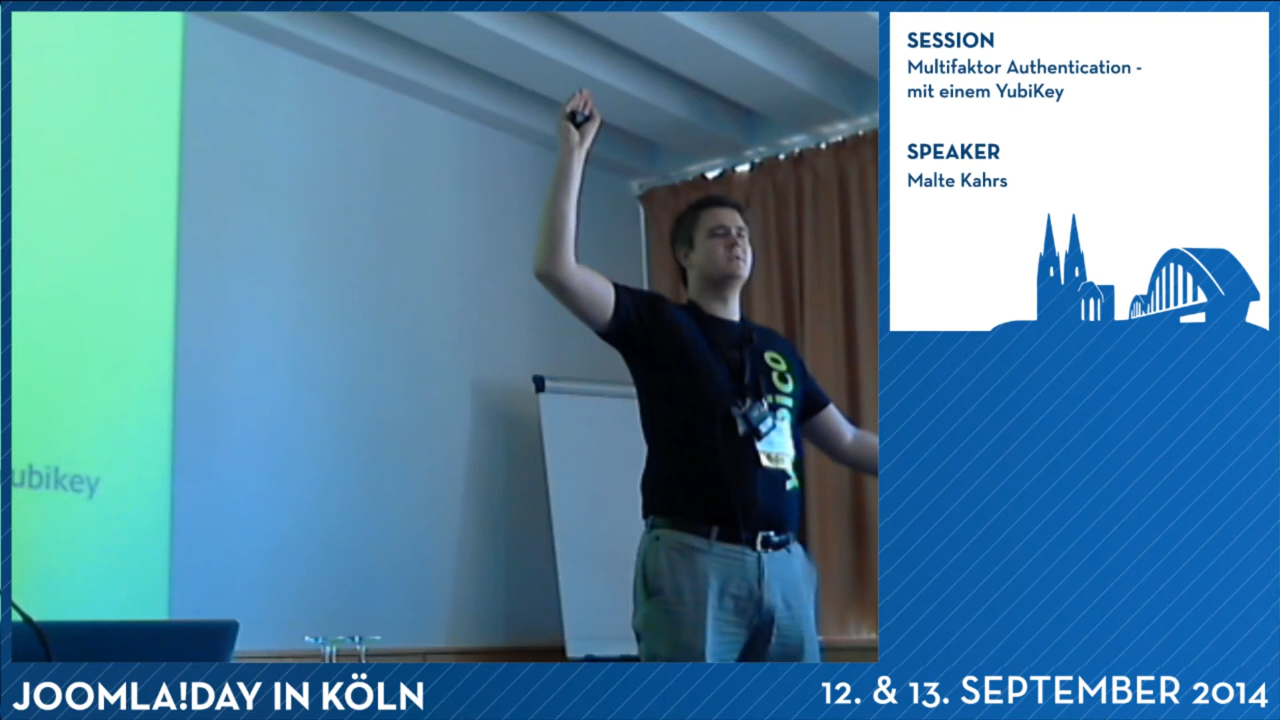 SESSION
Multifaktor Authentication -
mit einem YubiKey
SPEAKER
Malte Kahrs
ubikey
JOOMLA!DAY IN KÖLN
12. & 13. SEPTEMBER 2014